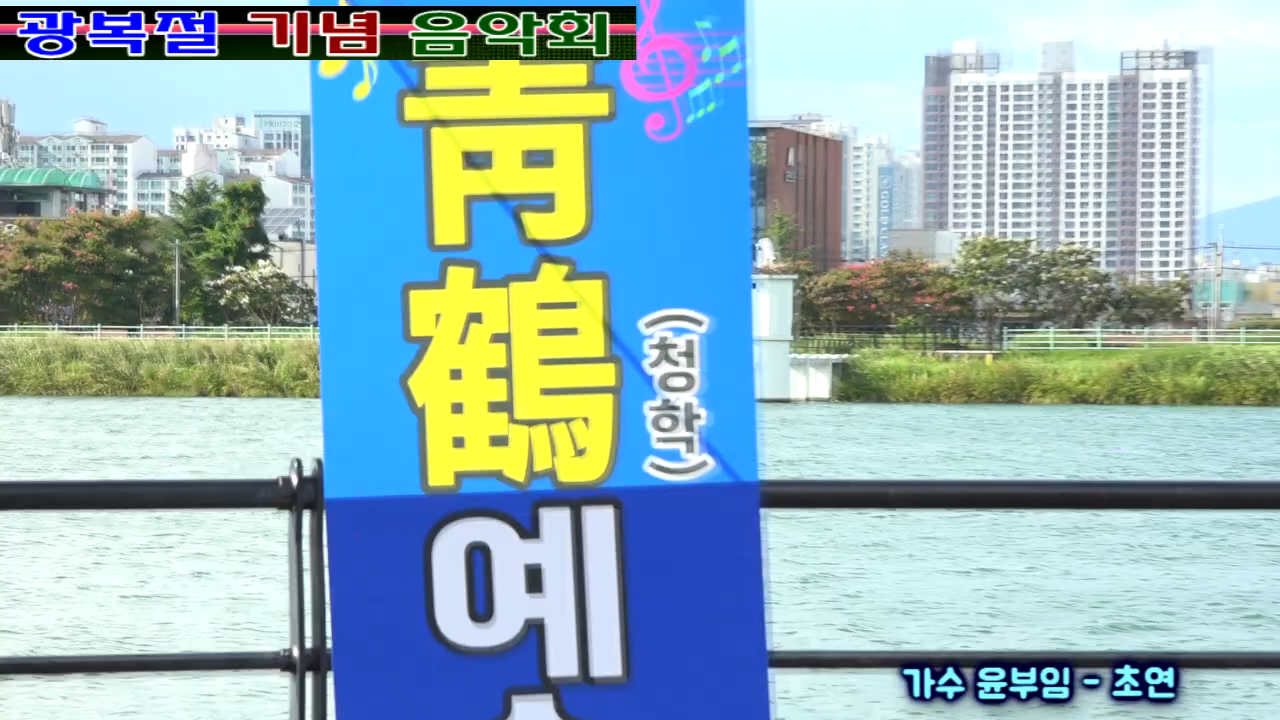 광복절 기념 음악회
靑鶴
(청학)
예
가수 윤부임 - 초연